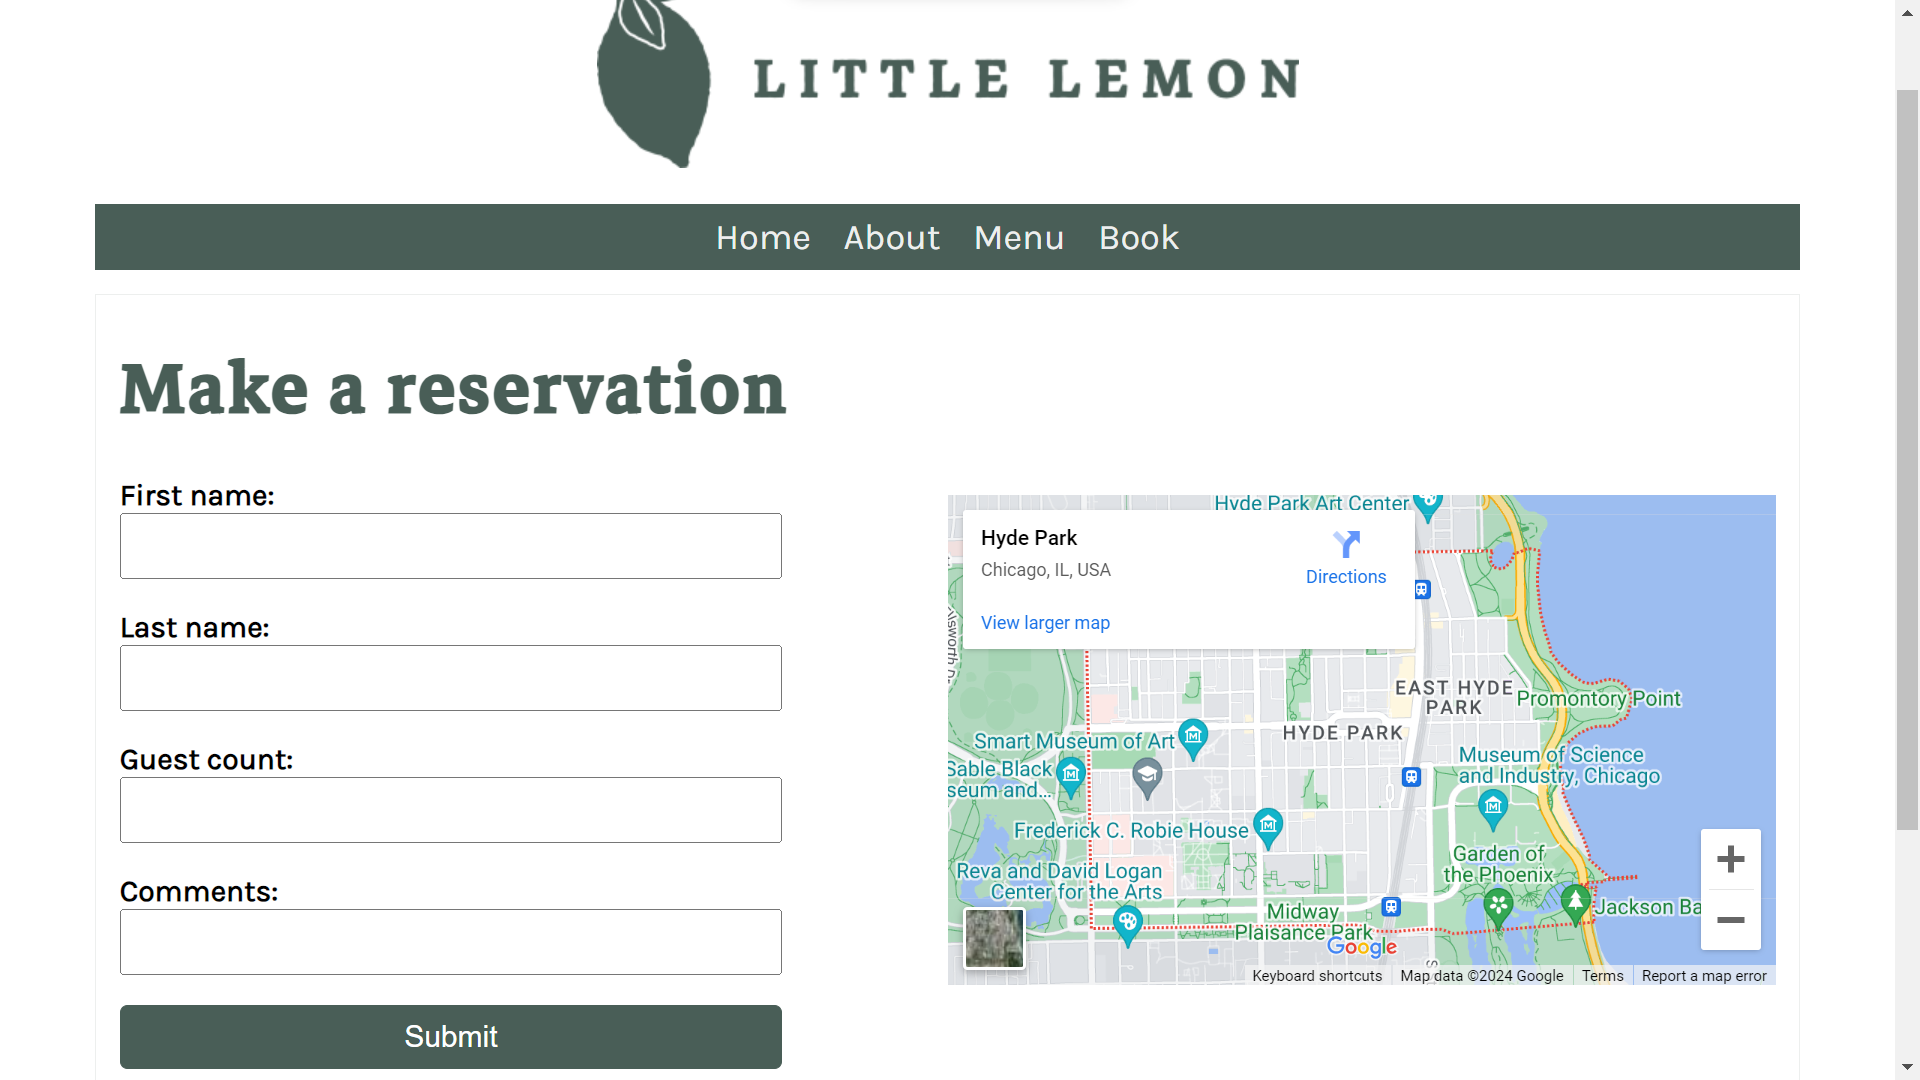 LITTLE LEMON
Home About Menu Book
Make a reservation
First name:
Last name:
Guest count:
Comments:
Submit
Hyde Park Art Center
Hyde Park
Chicago, IL, USA
Directions
View larger map
EAST HYDE
PARK
Promontory Point
HYDE PARK
Smart Museum of Art
Museum of Science
and Industry, Chicago
Sable Black
seum and...
Frederick C. Robie House
Garden of
the Phoenix
Reva and David Logan
Center for the Arts
Midway
Plaisance Park
Jackson Ba
Google
Keyboard shortcuts
Map data ©2024 Google
Terms
Report a map error